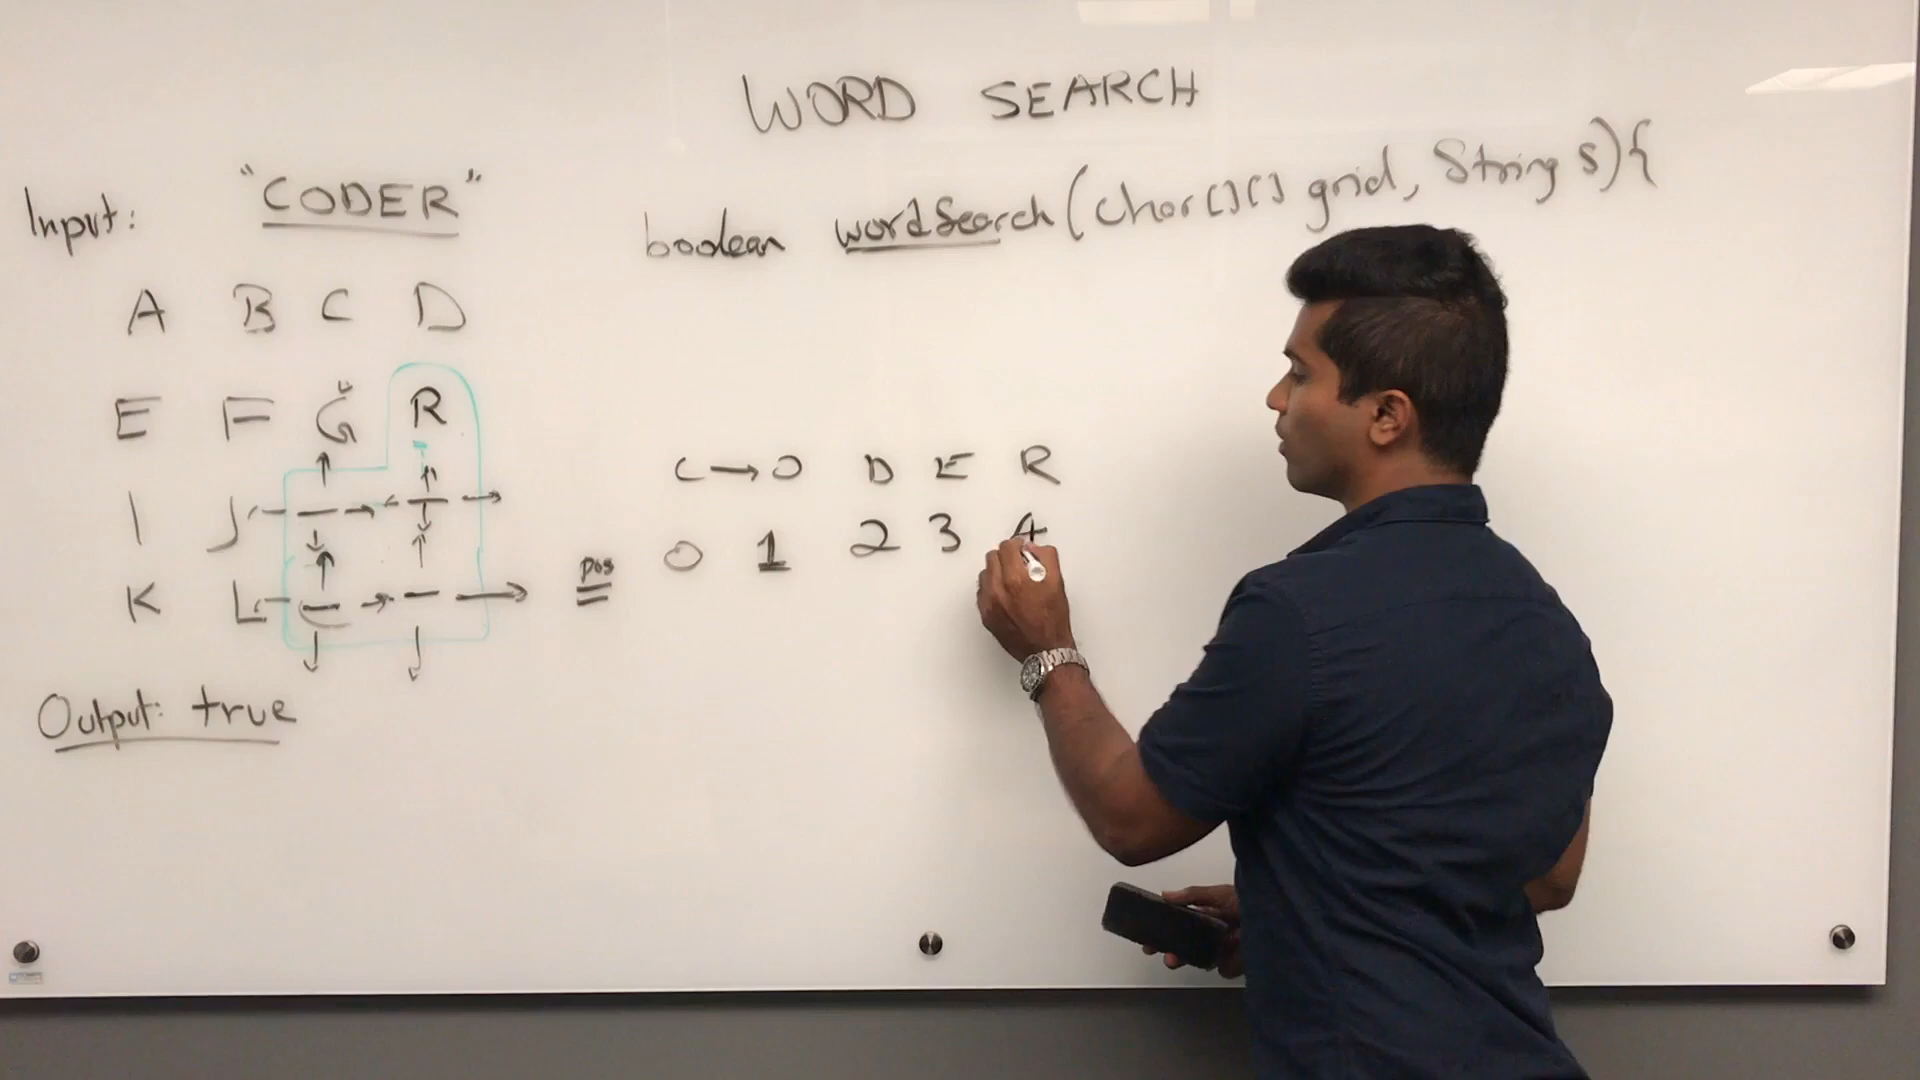 WORD SEARCH
Input: "CODER"
boolean wordSearch(char[][] grid, String s){
A B C D
E F G R
I J
K L
Output: true
C → O D E R
pos 0 1 2 3 4